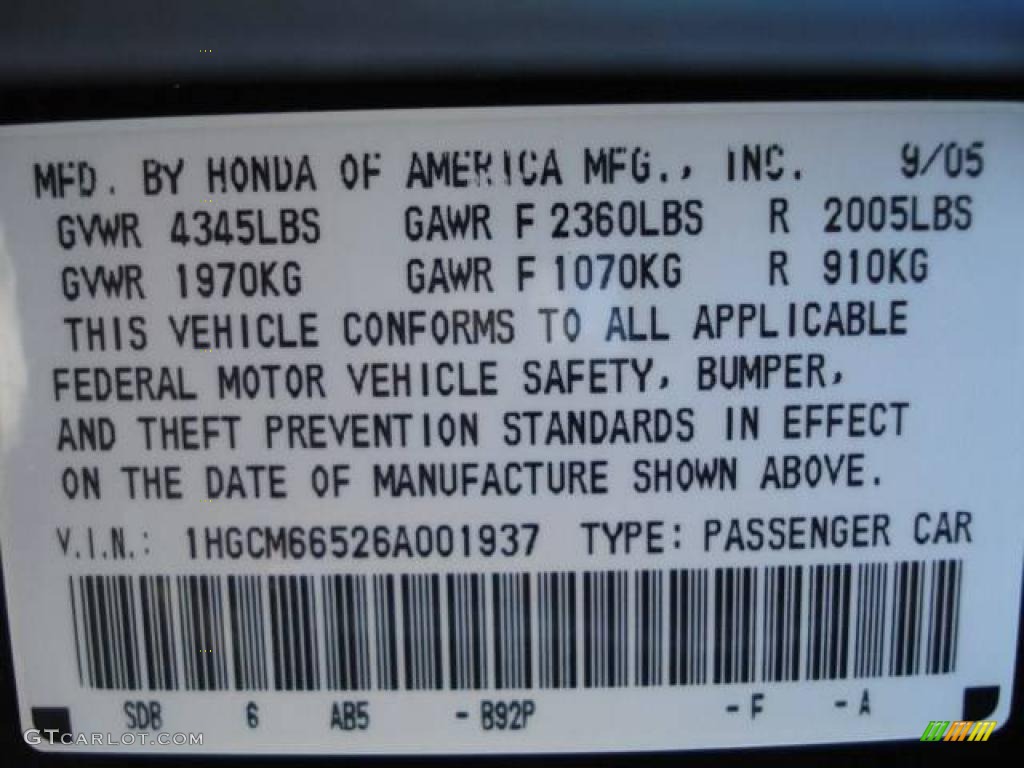 MFD. BY HONDA OF AMERICA MFG., INC. 9/05
GVWR 4345LBS GAWR F 2360LBS R 2005LBS
GVWR 1970KG GAWR F 1070KG R 910KG
THIS VEHICLE CONFORMS TO ALL APPLICABLE
FEDERAL MOTOR VEHICLE SAFETY, BUMPER,
AND THEFT PREVENTION STANDARDS IN EFFECT
ON THE DATE OF MANUFACTURE SHOWN ABOVE.
V.I.N.: 1HGCM66526A001937 TYPE: PASSENGER CAR
SDB 6 AB5 -B92P -F -A
GTCARLOT.COM